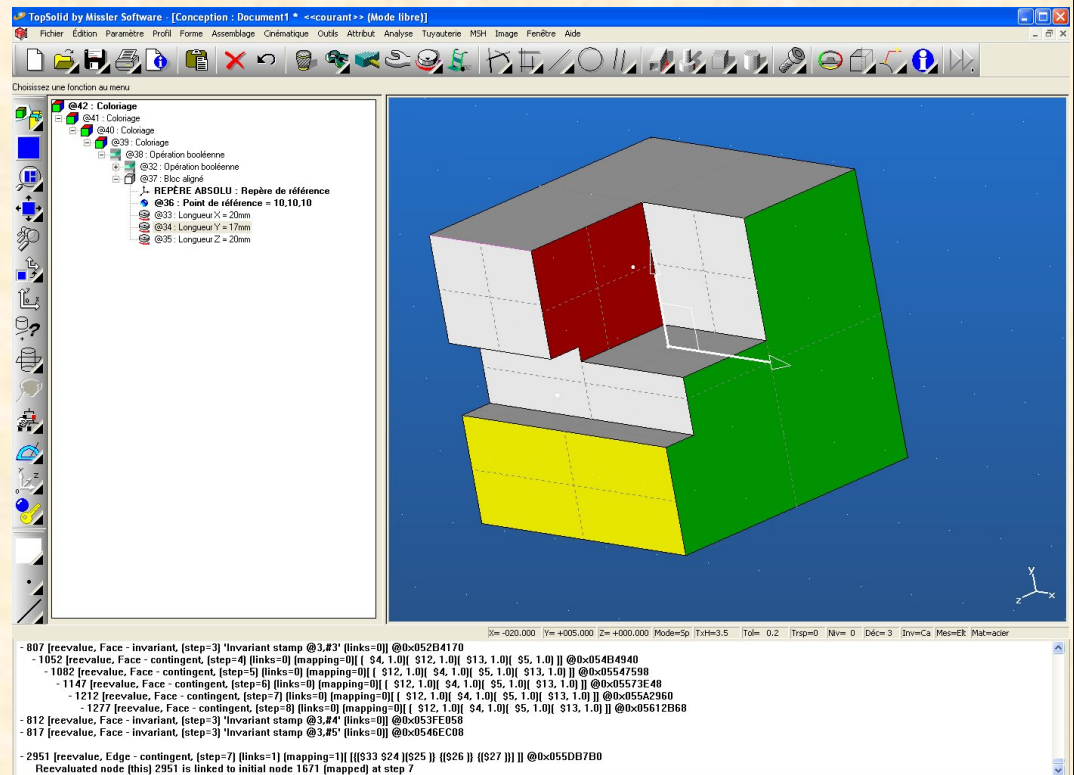 TopSolid by Missler Software - [Conception : Document1 * <<courant>> (Mode libre)]
Fichier Édition Paramètre Profil Forme Assemblage Cinématique Outils Attribut Analyse Tuyauterie MSH Image Fenêtre Aide
Choisissez une fonction au menu
@42 : Coloriage
@41 : Coloriage
@40 : Coloriage
@39 : Coloriage
@38 : Opération booléenne
@32 : Opération booléenne
@37 : Bloc aligné
REPÈRE ABSOLU : Repère de référence
@36 : Point de référence = 10,10,10
@33 : Longueur X = 20mm
@34 : Longueur Y = 17mm
@35 : Longueur Z = 20mm
y
z x
X= -020.000 Y= +005.000 Z= +000.000 Mode=Sp TxH=3.5 Tol= 0.2 Trsp=0 Niv= 0 Déc= 3 Inv=Ca Mes=Elt Mat=acier
- 807 [reevalue, Face - invariant, (step=3) 'Invariant stamp @3,#3' (links=0)] @0x052B4170
- 1052 [reevalue, Face - contingent, (step=4) (links=0) (mapping=0)[ ( $4, 1.0)( $12, 1.0)( $13, 1.0)( $5, 1.0) ]] @0x054B4940
- 1082 [reevalue, Face - contingent, (step=5) (links=0) (mapping=0)[ ( $12, 1.0)( $4, 1.0)( $5, 1.0)( $13, 1.0) ]] @0x05547598
- 1147 [reevalue, Face - contingent, (step=6) (links=0) (mapping=0)[ ( $12, 1.0)( $4, 1.0)( $5, 1.0)( $13, 1.0) ]] @0x05573E48
- 1212 [reevalue, Face - contingent, (step=7) (links=0) (mapping=0)[ ( $12, 1.0)( $4, 1.0)( $5, 1.0)( $13, 1.0) ]] @0x055A2960
- 1277 [reevalue, Face - contingent, (step=8) (links=0) (mapping=0)[ ( $12, 1.0)( $4, 1.0)( $5, 1.0)( $13, 1.0) ]] @0x05612B68
- 812 [reevalue, Face - invariant, (step=3) 'Invariant stamp @3,#4' (links=0)] @0x053FE058
- 817 [reevalue, Face - invariant, (step=3) 'Invariant stamp @3,#5' (links=0)] @0x0546EC08
- 2951 [reevalue, Edge - contingent, (step=7) (links=1) (mapping=1)[ [{($33 $24 )($25 )} {($26 )} {($27 )}] ]] @0x055DB7B0
Reevaluated node (this) 2951 is linked to initial node 1671 (mapped) at step 7